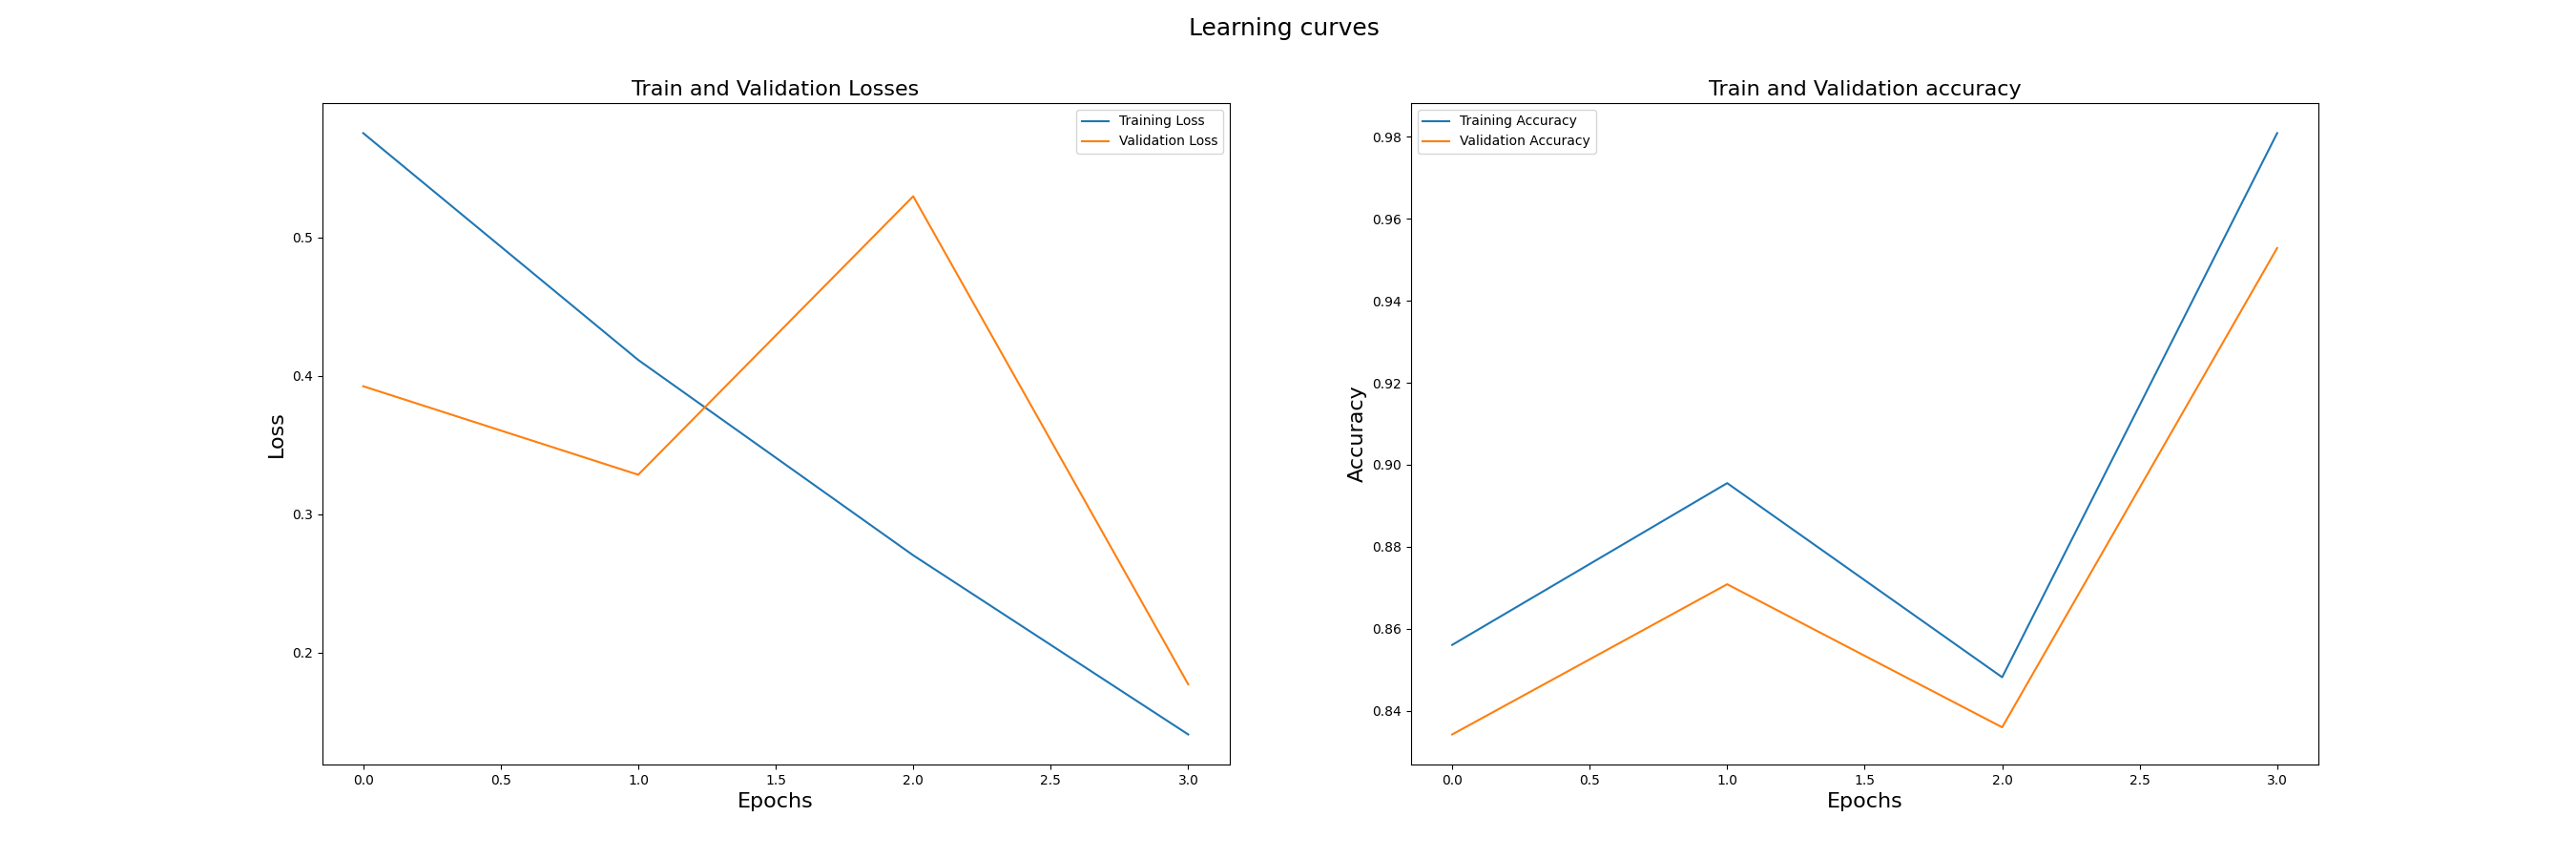 Learning curves
Train and Validation Losses
Training Loss
Validation Loss
0.5
0.4
0.3
0.2
Loss
0.0 0.5 1.0 1.5 2.0 2.5 3.0
Epochs
Train and Validation accuracy
Training Accuracy
Validation Accuracy
0.98
0.96
0.94
0.92
0.90
0.88
0.86
0.84
Accuracy
0.0 0.5 1.0 1.5 2.0 2.5 3.0
Epochs